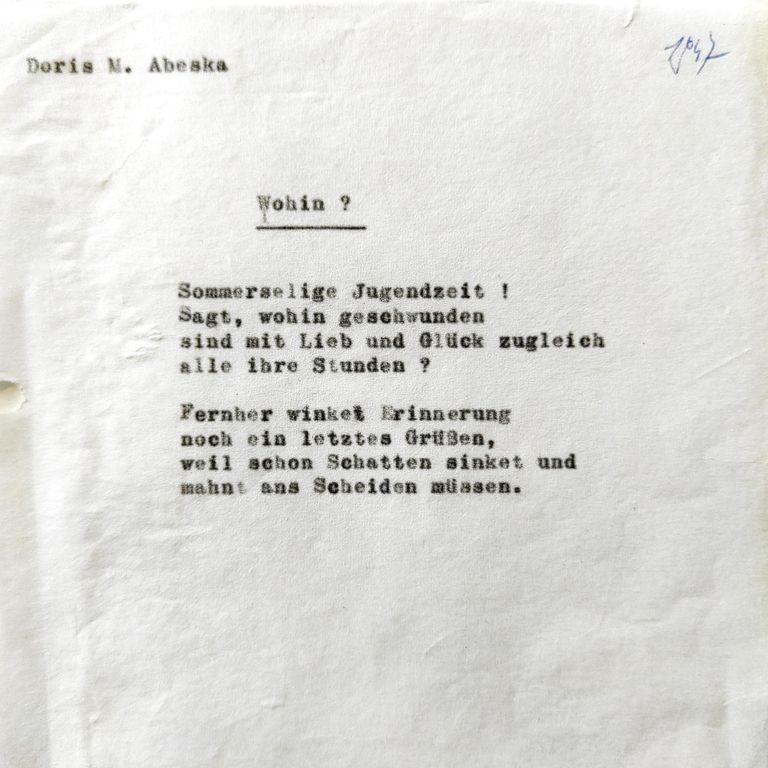 Doris M. Abeska
1947
Wohin ?
Sommerselige Jugendzeit !
Sagt, wohin geschwunden
sind mit Lieb und Glück zugleich
alle ihre Stunden ?
Fernher winket Erinnerung
noch ein letztes Grüßen,
weil schon Schatten sinket und
mahnt ans Scheiden müssen.